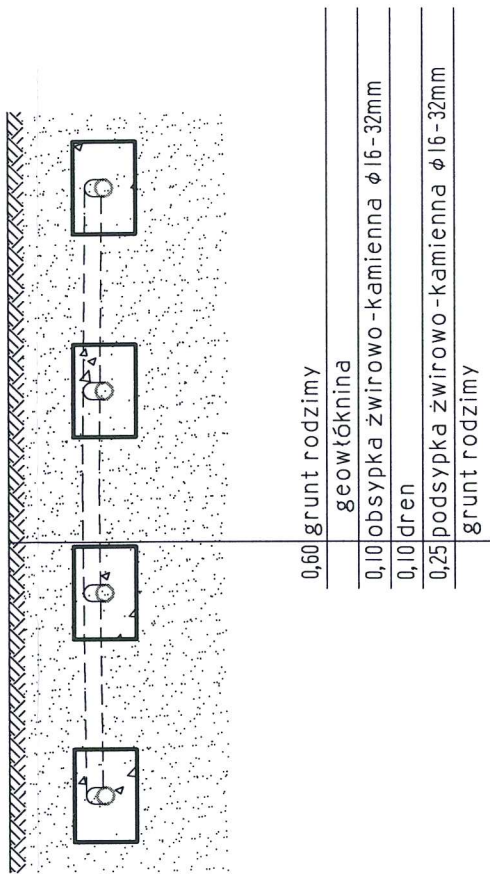 0,60 grunt rodzimy
geowłóknina
0,10 obsypka żwirowo-kamienna ϕ16-32mm
0,10 dren
0,25 podsypka żwirowo-kamienna ϕ16-32mm
grunt rodzimy